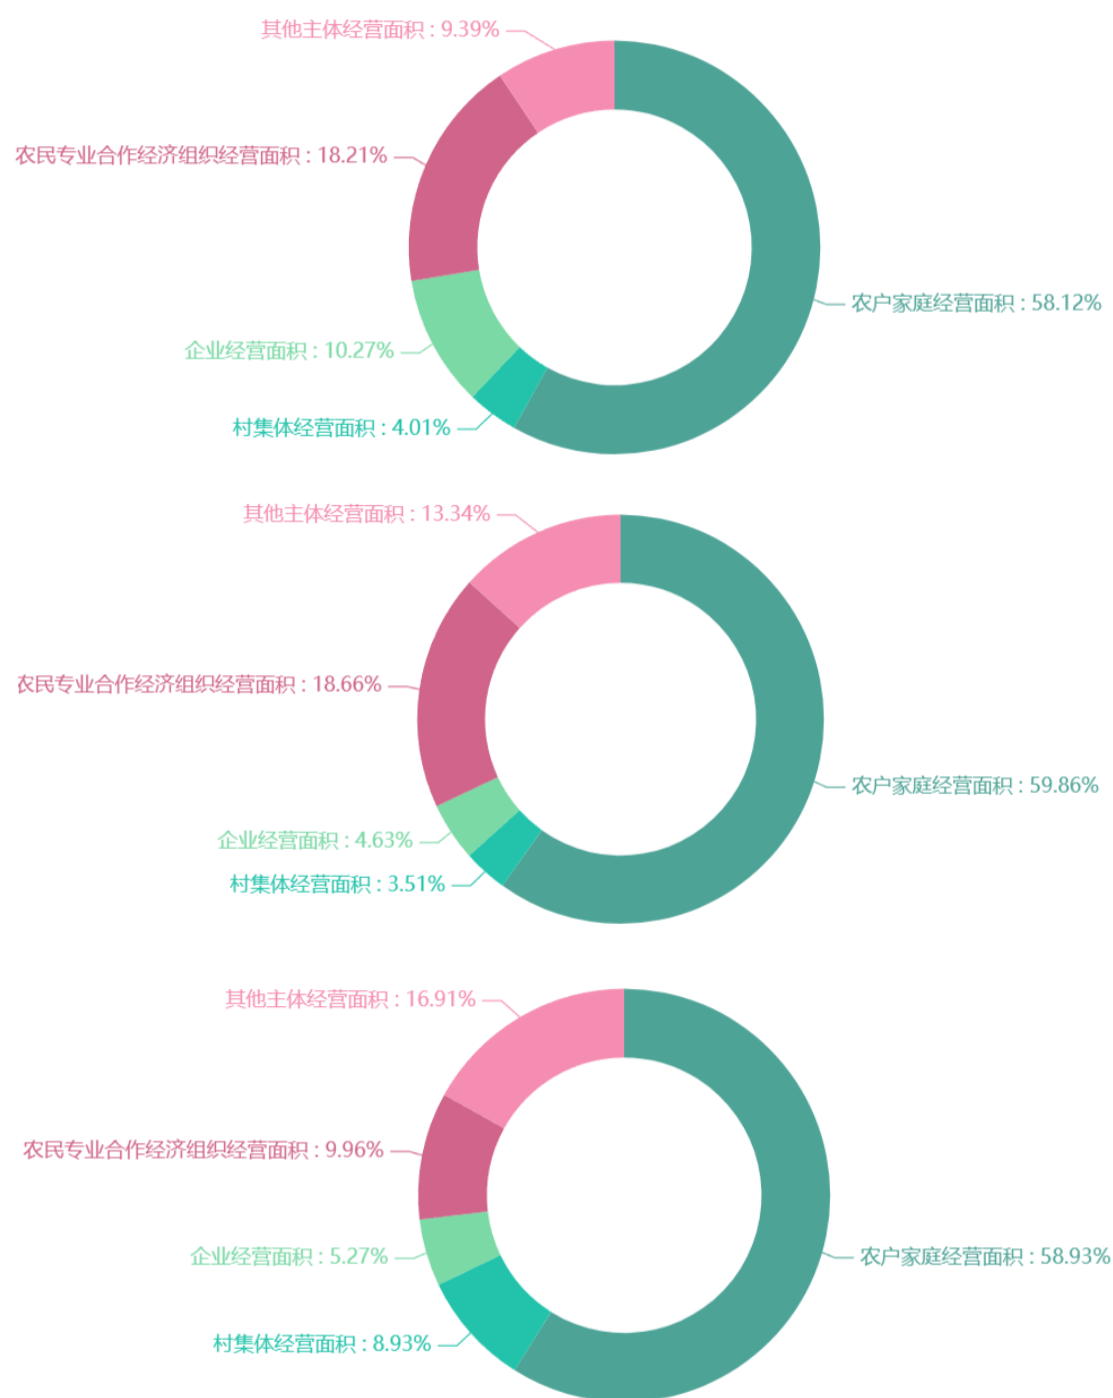 其他主体经营面积 : 9.39%
农民专业合作经济组织经营面积 : 18.21%
农户家庭经营面积 : 58.12%
企业经营面积 : 10.27%
村集体经营面积 : 4.01%
其他主体经营面积 : 13.34%
农民专业合作经济组织经营面积 : 18.66%
农户家庭经营面积 : 59.86%
企业经营面积 : 4.63%
村集体经营面积 : 3.51%
其他主体经营面积 : 16.91%
农民专业合作经济组织经营面积 : 9.96%
企业经营面积 : 5.27%
农户家庭经营面积 : 58.93%
村集体经营面积 : 8.93%